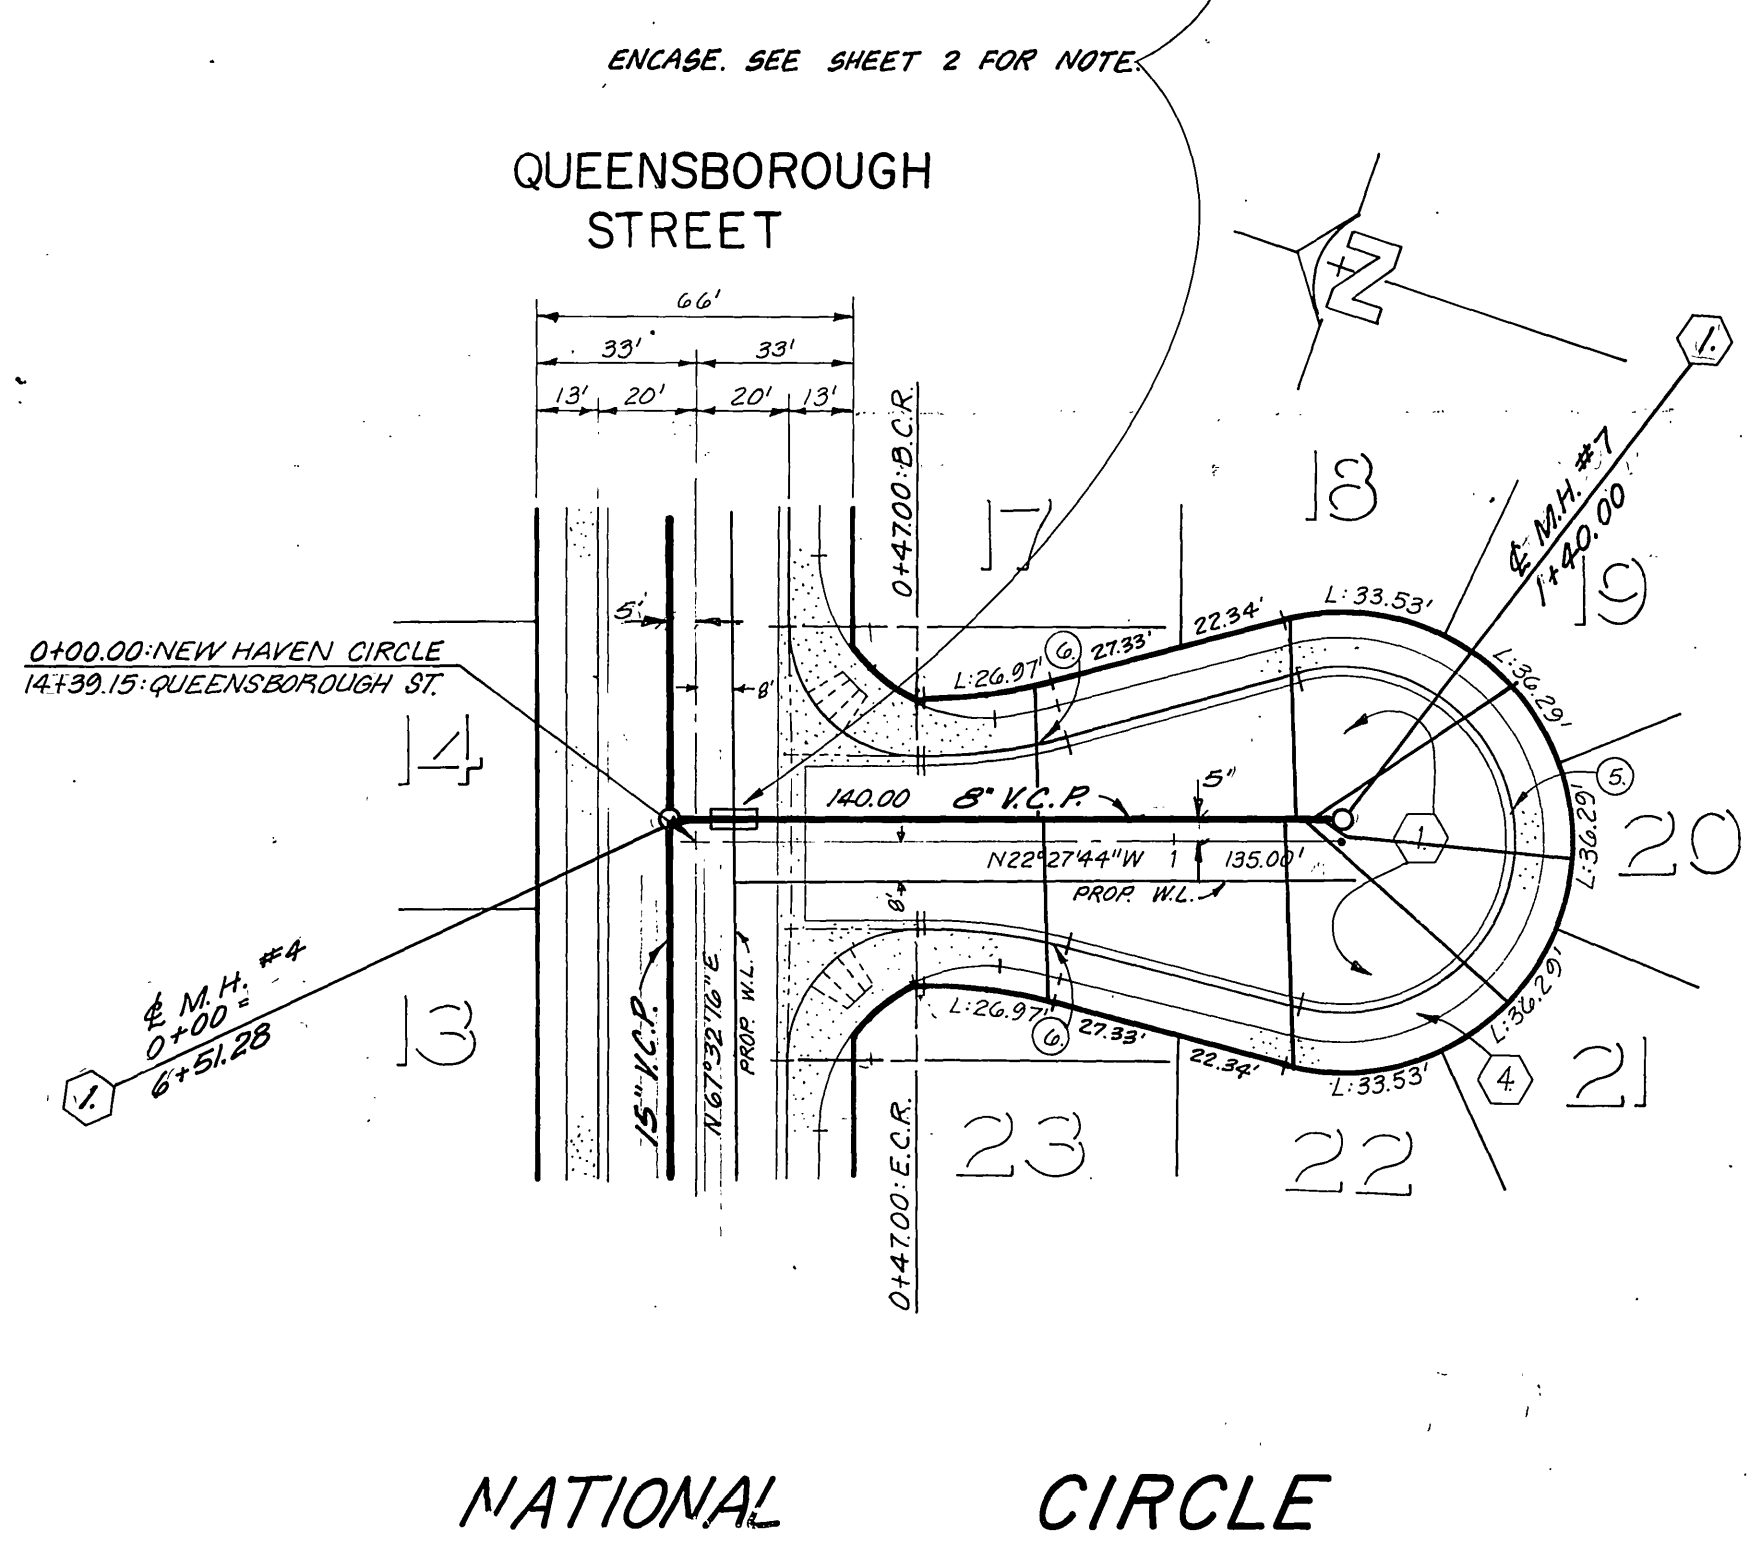 ENCASE. SEE SHEET 2 FOR NOTE.
QUEENSBOROUGH
STREET
66'
33' 33'
13' 20' 20' 13'
N
1.
0+47.00:B.C.R.
17
18
19
℄ M.H. #7
1+40.00
5'
8'
0+00.00:NEW HAVEN CIRCLE
14+39.15:QUEENSBOROUGH ST.
14
L:26.97'
6.
27.33'
22.34'
L:33.53'
L:36.29'
5.
L:36.29'
20
140.00
8" V.C.P.
5"
1.
N22°27'44"W 1 135.00'
PROP. W.L.
8'
℄ M.H. #4
0+00 =
6+51.28
1.
13
15" V.C.P.
N67°32'16"E
PROP. W.L.
L:26.97'
6.
27.33'
22.34'
L:33.53'
L:36.29'
4.
21
0+47.00:E.C.R.
23
22
NATIONAL CIRCLE